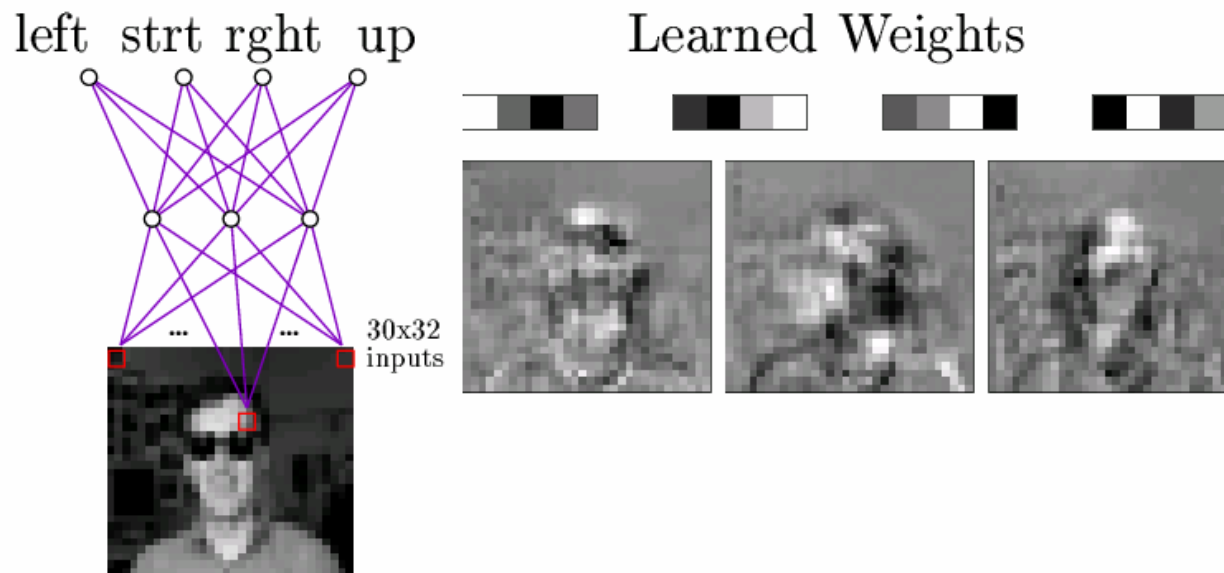 left strt rght up
Learned Weights
... ...
30x32
inputs